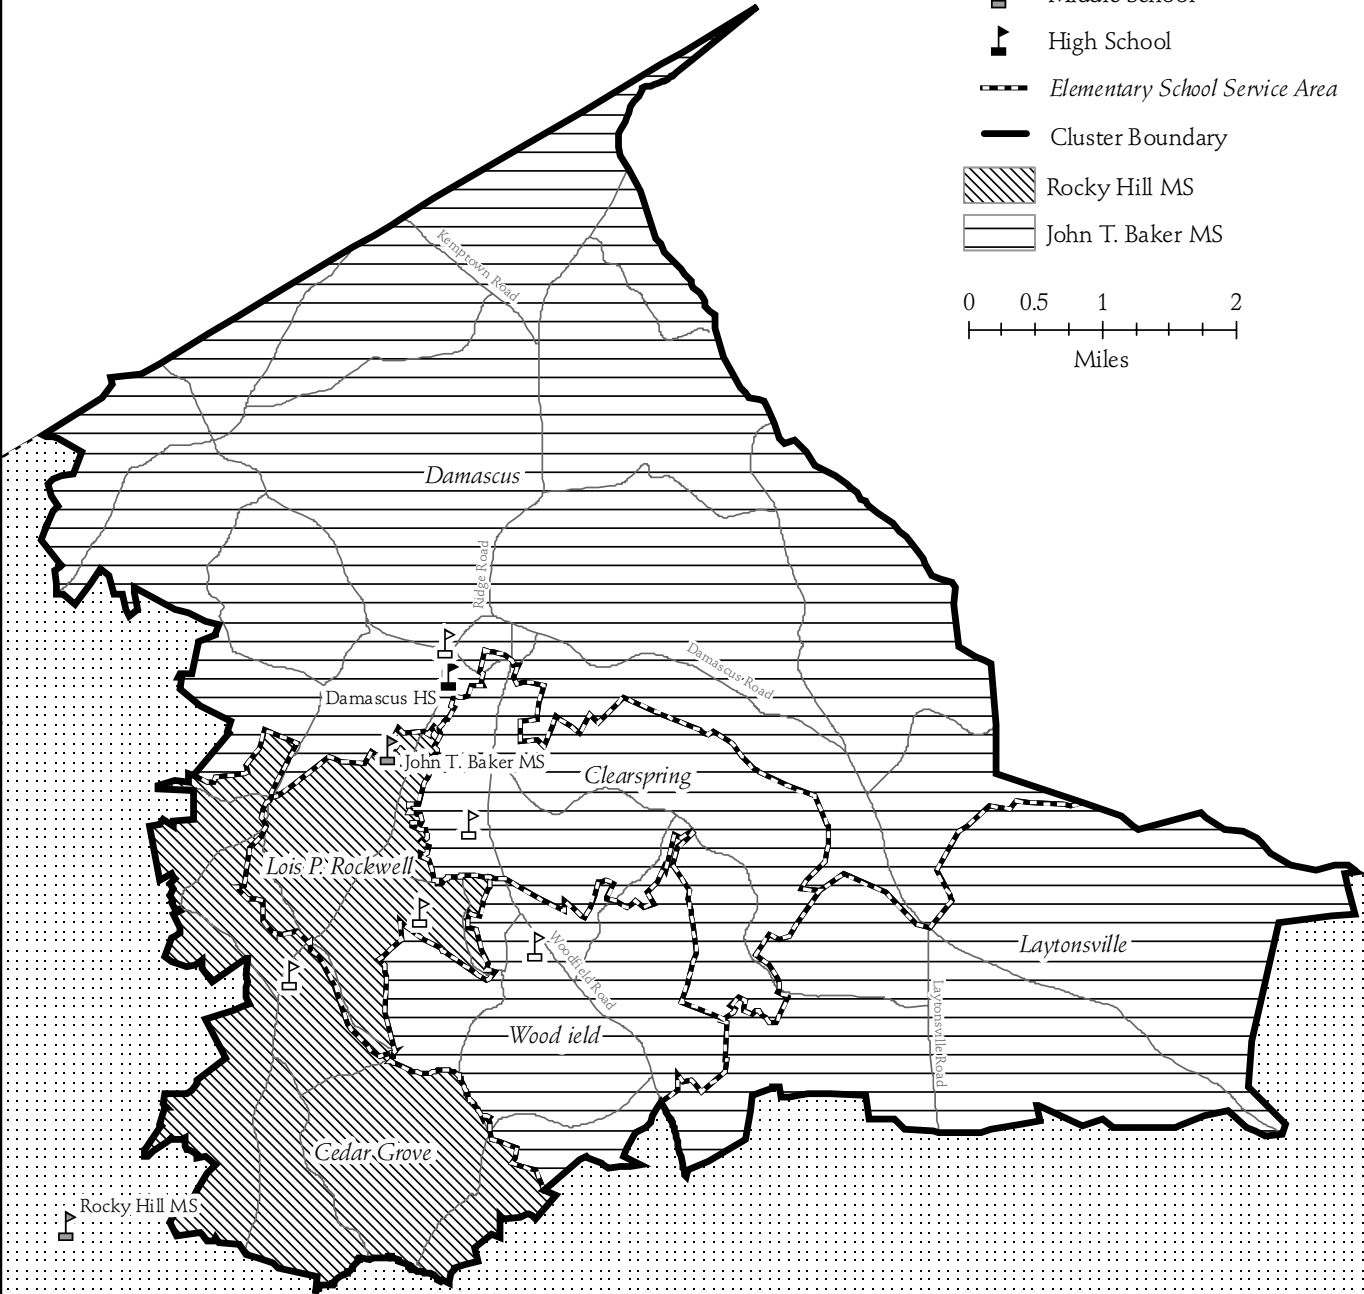 Middle School
High School
Elementary School Service Area
Cluster Boundary
Rocky Hill MS
John T. Baker MS
0 0.5 1 2
Miles
Kemptown Road
Damascus
Ridge Road
Damascus Road
Damascus HS
John T. Baker MS
Clearspring
Lois P. Rockwell
Laytonsville
Woodfield Road
Laytonsville Road
Wood ield
Cedar Grove
Rocky Hill MS